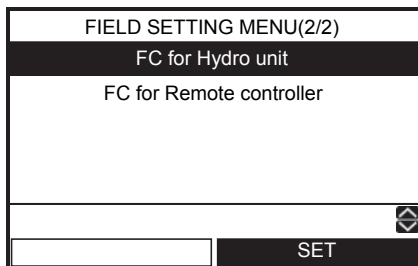 FIELD SETTING MENU(2/2)
FC for Hydro unit
FC for Remote controller
SET